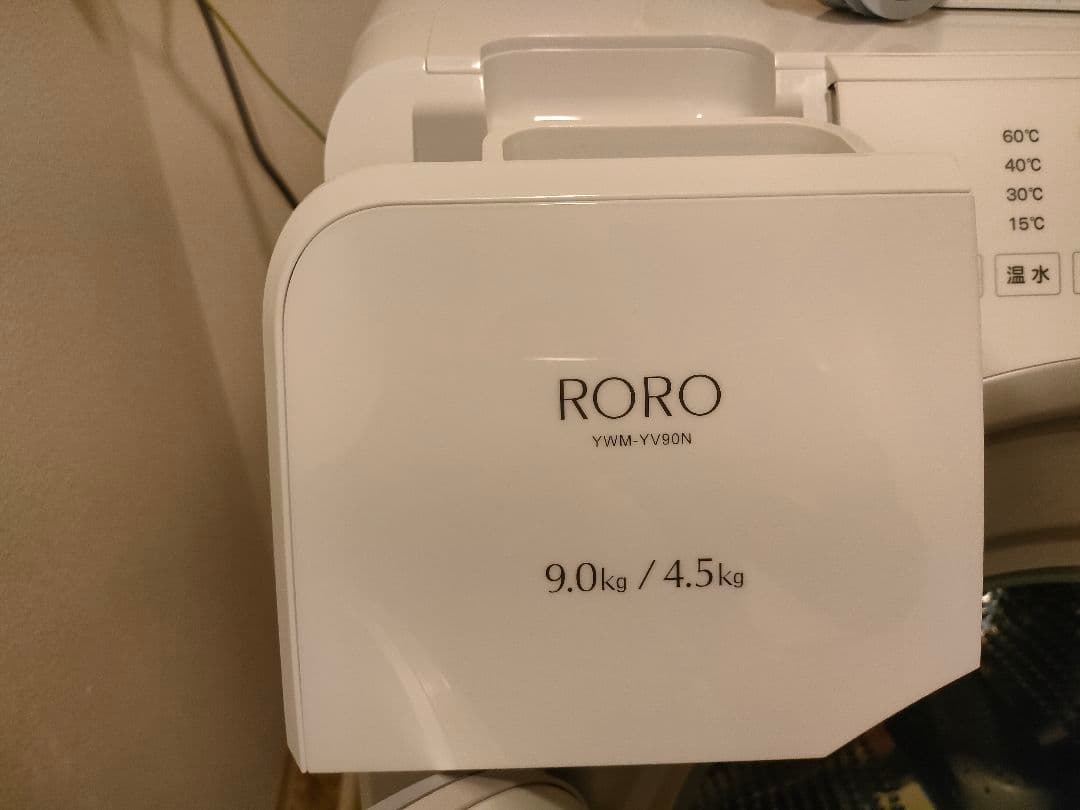 RORO
YWM-YV90N
9.0kg / 4.5kg
60℃
40℃
30℃
15℃
温水